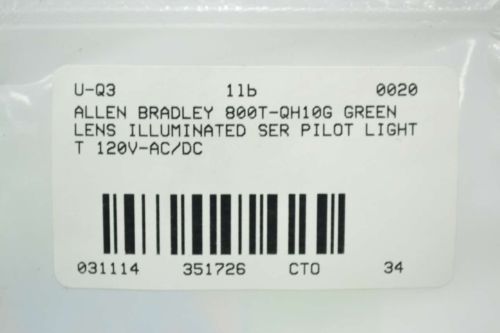 U-Q3 1lb 0020
ALLEN BRADLEY 800T-QH10G GREEN
LENS ILLUMINATED SER PILOT LIGHT
T 120V-AC/DC
031114 351726 CTO 34